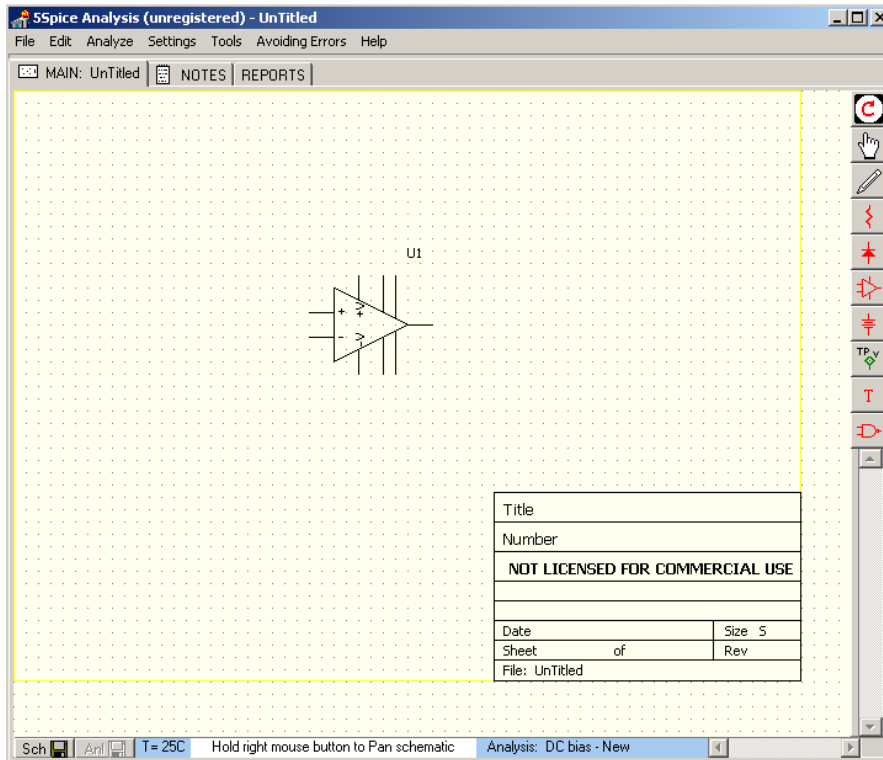 5Spice Analysis (unregistered) - UnTitled
File Edit Analyze Settings Tools Avoiding Errors Help
MAIN: UnTitled NOTES REPORTS
U1
+ V +
- V -
TP V
T
Title
Number
NOT LICENSED FOR COMMERCIAL USE
Date Size S
Sheet of Rev
File: UnTitled
Sch Anl T= 25C Hold right mouse button to Pan schematic Analysis: DC bias - New